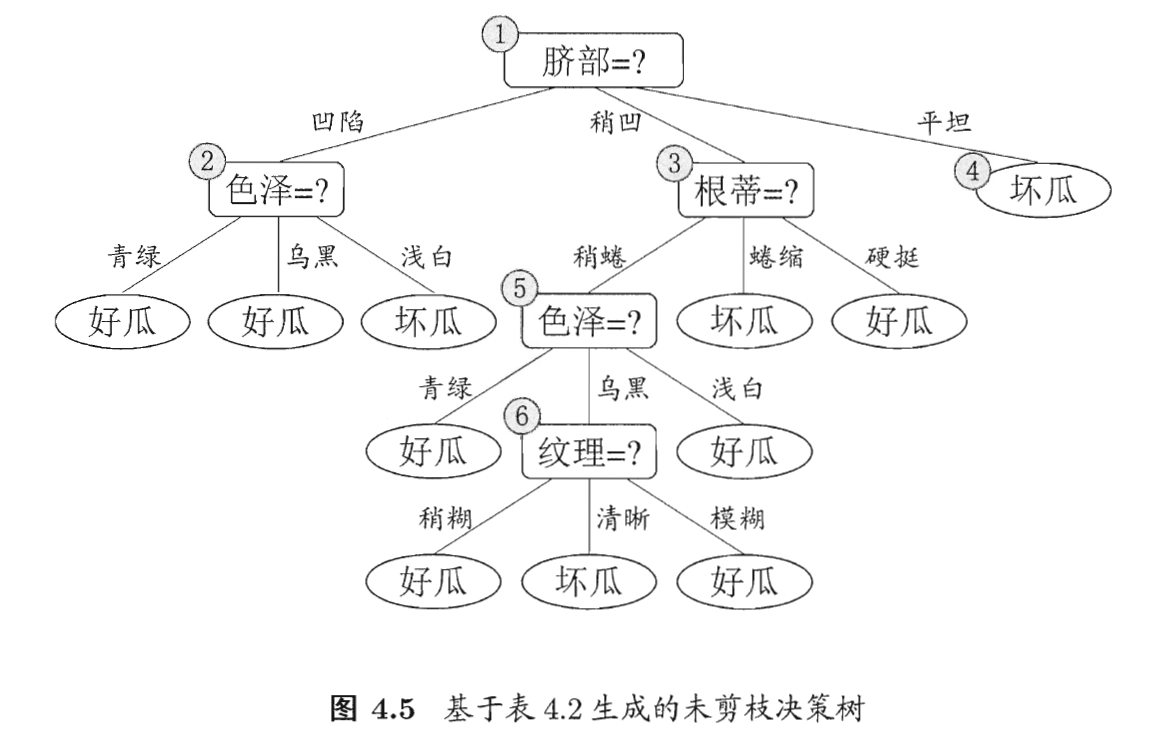 ①
脐部=?
凹陷 稍凹 平坦
② ③ ④
色泽=? 根蒂=? 坏瓜
青绿 乌黑 浅白 稍蜷 蜷缩 硬挺
⑤
好瓜 好瓜 坏瓜 色泽=? 坏瓜 好瓜
青绿 乌黑 浅白
⑥
好瓜 纹理=? 好瓜
稍糊 清晰 模糊
好瓜 坏瓜 好瓜
图 4.5 基于表 4.2 生成的未剪枝决策树